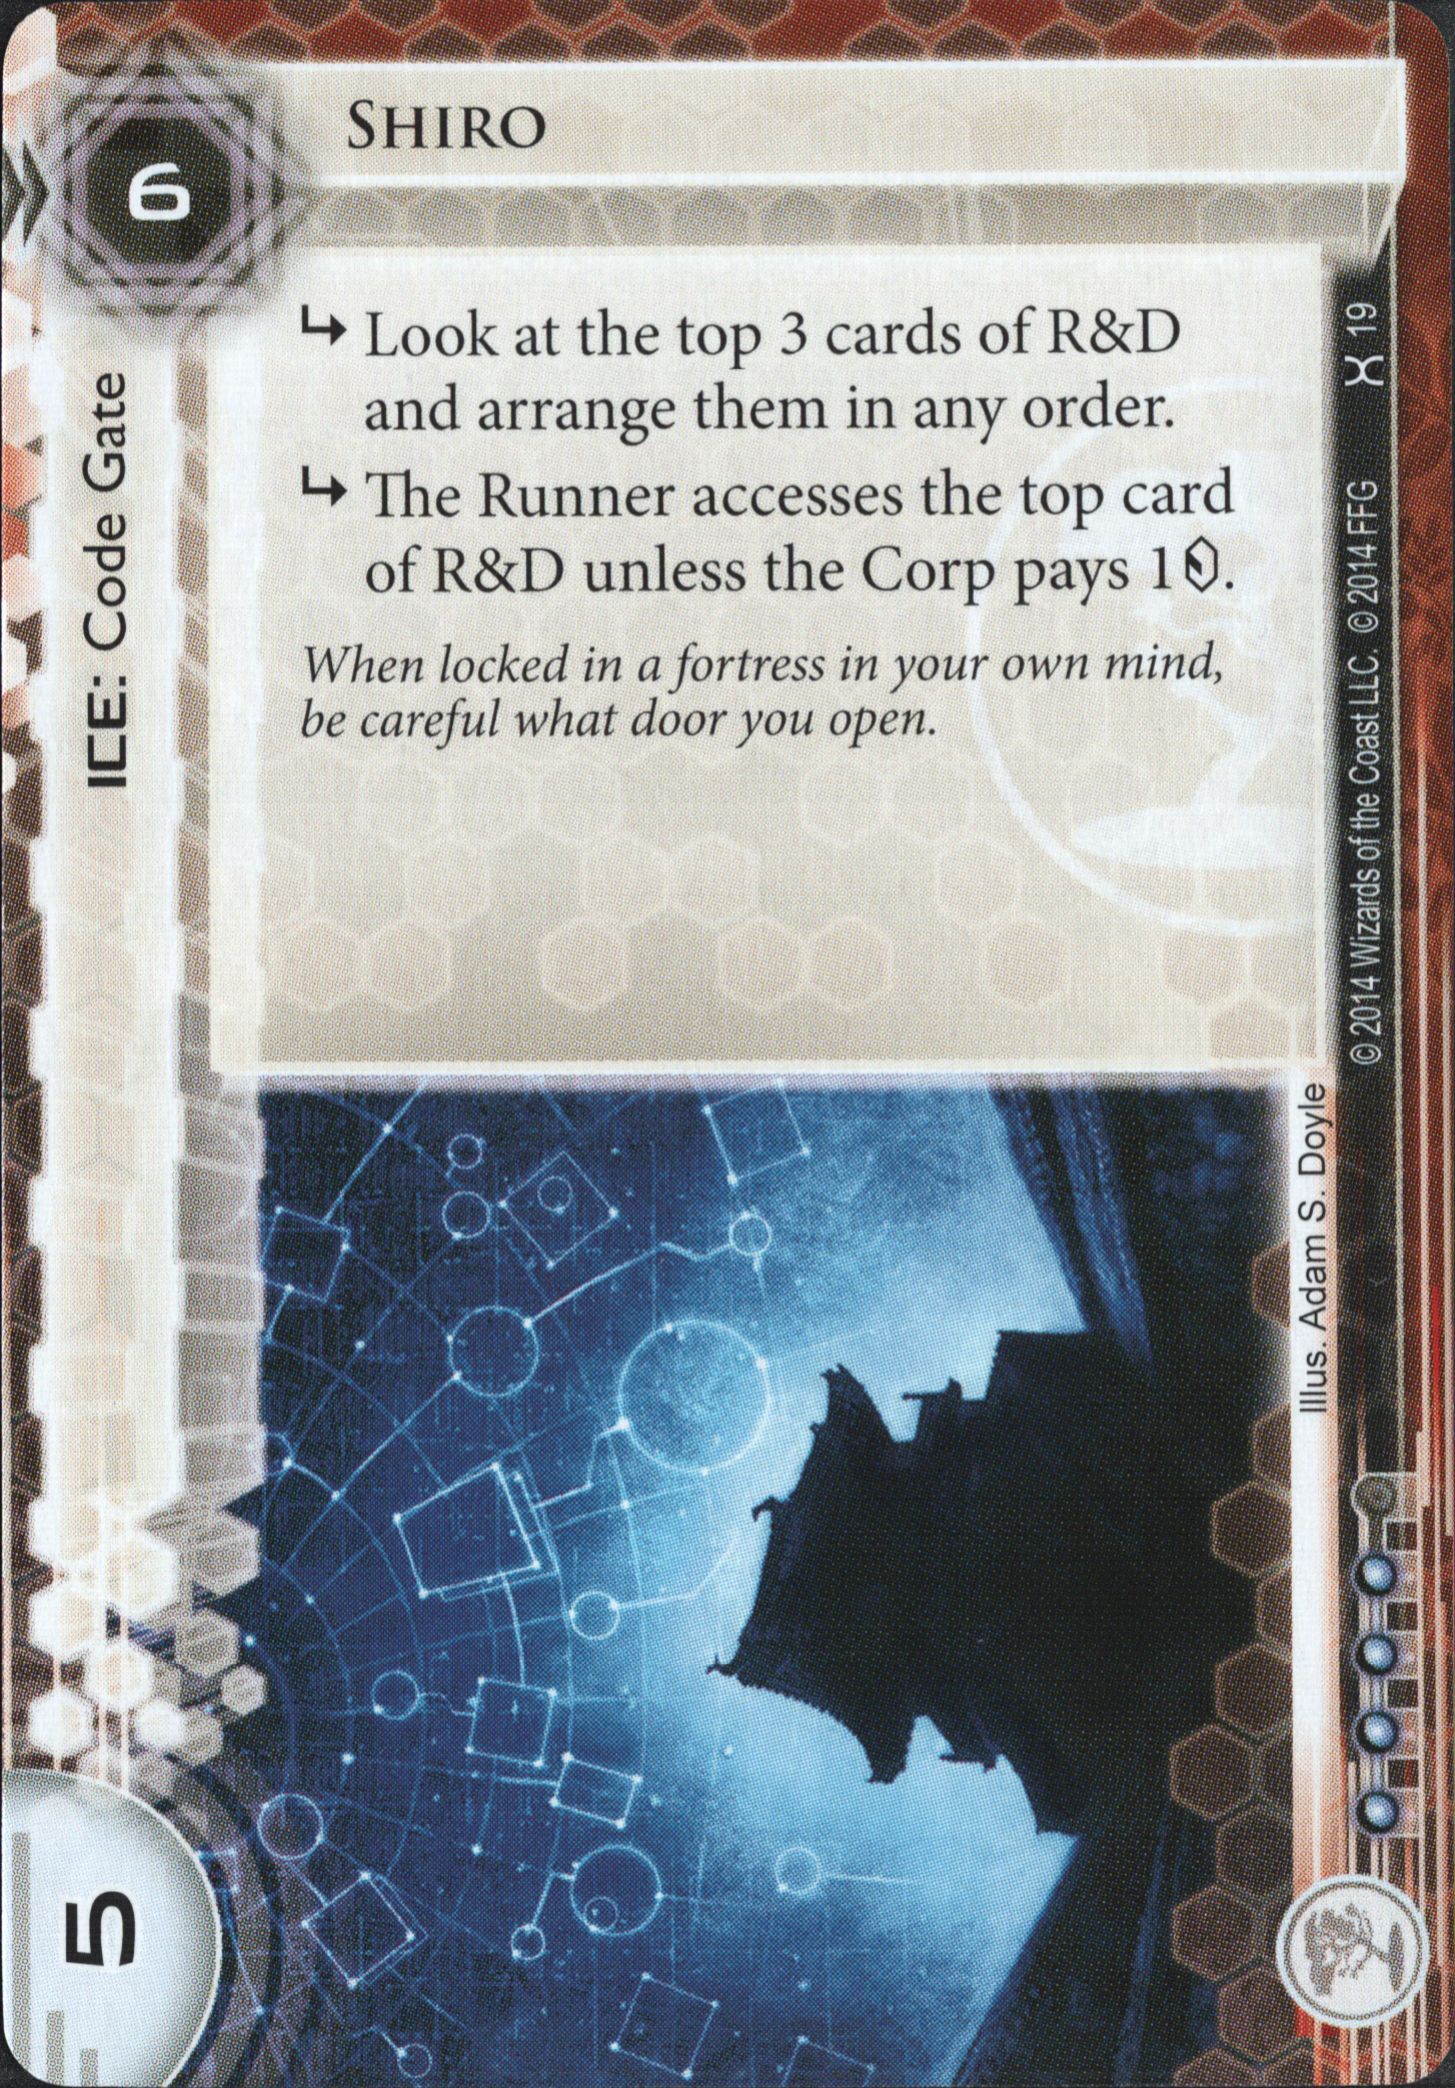 SHIRO
6
ICE: Code Gate
Look at the top 3 cards of R&D
and arrange them in any order.
The Runner accesses the top card
of R&D unless the Corp pays 1.
When locked in a fortress in your own mind,
be careful what door you open.
5
Illus. Adam S. Doyle
© 2014 Wizards of the Coast LLC. © 2014 FFG
19